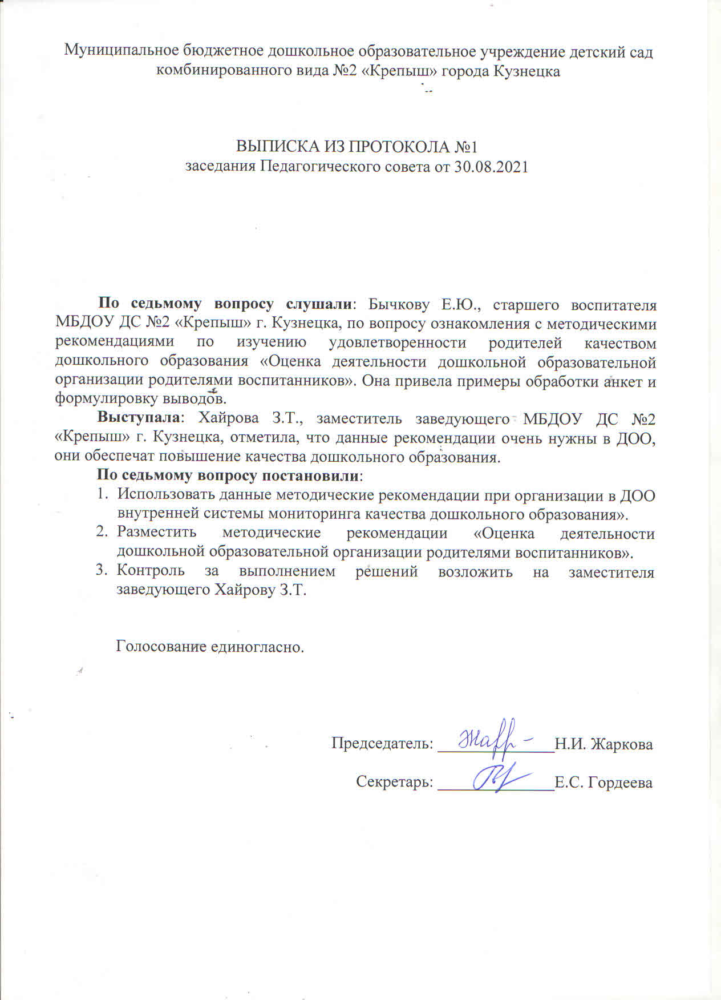 Муниципальное бюджетное дошкольное образовательное учреждение детский сад
комбинированного вида №2 «Крепыш» города Кузнецка
ВЫПИСКА ИЗ ПРОТОКОЛА №1
заседания Педагогического совета от 30.08.2021
По седьмому вопросу слушали: Бычкову Е.Ю., старшего воспитателя
МБДОУ ДС №2 «Крепыш» г. Кузнецка, по вопросу ознакомления с методическими
рекомендациями по изучению удовлетворенности родителей качеством
дошкольного образования «Оценка деятельности дошкольной образовательной
организации родителями воспитанников». Она привела примеры обработки анкет и
формулировку выводов.
Выступала: Хайрова З.Т., заместитель заведующего МБДОУ ДС №2
«Крепыш» г. Кузнецка, отметила, что данные рекомендации очень нужны в ДОО,
они обеспечат повышение качества дошкольного образования.
По седьмому вопросу постановили:
1. Использовать данные методические рекомендации при организации в ДОО
внутренней системы мониторинга качества дошкольного образования».
2. Разместить методические рекомендации «Оценка деятельности
дошкольной образовательной организации родителями воспитанников».
3. Контроль за выполнением решений возложить на заместителя
заведующего Хайрову З.Т.
Голосование единогласно.
Председатель: Н.И. Жаркова
Секретарь: Е.С. Гордеева